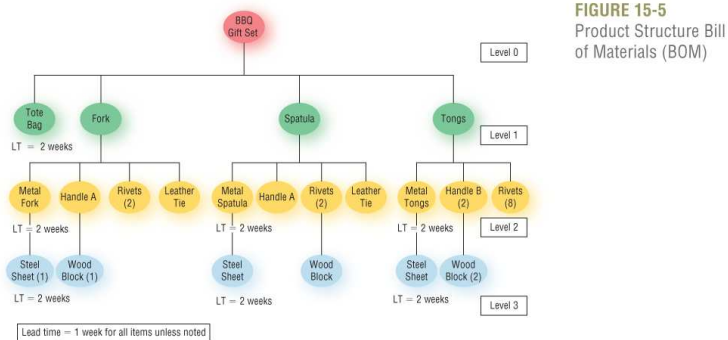 FIGURE 15-5
Product Structure Bill
of Materials (BOM)
BBQ
Gift Set
Level 0
Tote
Bag
Fork
Spatula
Tongs
LT = 2 weeks
Level 1
Metal
Fork
Handle A
Rivets
(2)
Leather
Tie
Metal
Spatula
Handle A
Rivets
(2)
Leather
Tie
Metal
Tongs
Handle B
(2)
Rivets
(8)
LT = 2 weeks
LT = 2 weeks
LT = 2 weeks
Level 2
Steel
Sheet (1)
Wood
Block (1)
Steel
Sheet
Wood
Block
Steel
Sheet
Wood
Block (2)
LT = 2 weeks
LT = 2 weeks
LT = 2 weeks
Level 3
Lead time = 1 week for all items unless noted